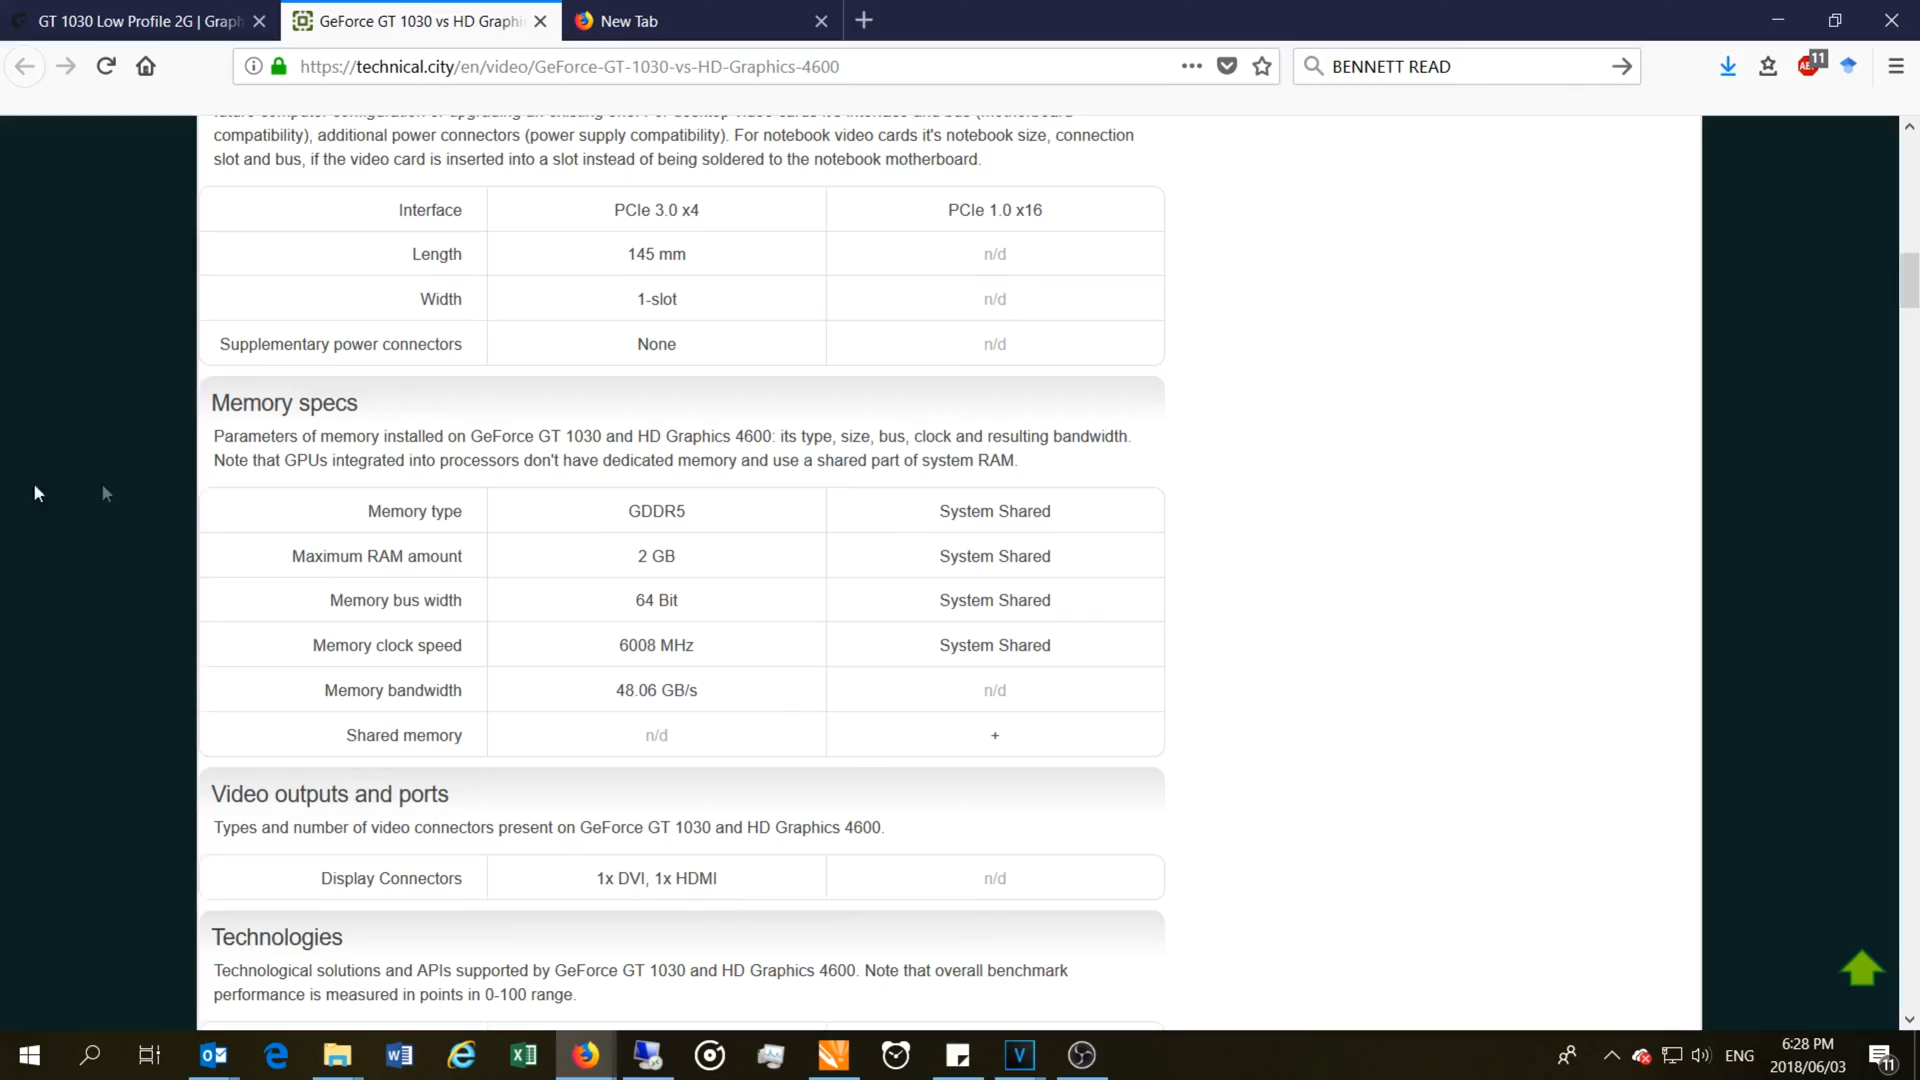 GT 1030 Low Profile 2G | Graph
GeForce GT 1030 vs HD Graphi
New Tab
https://technical.city/en/video/GeForce-GT-1030-vs-HD-Graphics-4600
BENNETT READ
11
compatibility), additional power connectors (power supply compatibility). For notebook video cards it's notebook size, connection
slot and bus, if the video card is inserted into a slot instead of being soldered to the notebook motherboard.
Interface PCIe 3.0 x4 PCIe 1.0 x16
Length 145 mm n/d
Width 1-slot n/d
Supplementary power connectors None n/d
Memory specs
Parameters of memory installed on GeForce GT 1030 and HD Graphics 4600: its type, size, bus, clock and resulting bandwidth.
Note that GPUs integrated into processors don't have dedicated memory and use a shared part of system RAM.
Memory type GDDR5 System Shared
Maximum RAM amount 2 GB System Shared
Memory bus width 64 Bit System Shared
Memory clock speed 6008 MHz System Shared
Memory bandwidth 48.06 GB/s n/d
Shared memory n/d +
Video outputs and ports
Types and number of video connectors present on GeForce GT 1030 and HD Graphics 4600.
Display Connectors 1x DVI, 1x HDMI n/d
Technologies
Technological solutions and APIs supported by GeForce GT 1030 and HD Graphics 4600. Note that overall benchmark
performance is measured in points in 0-100 range.
ENG
6:28 PM
2018/06/03
11